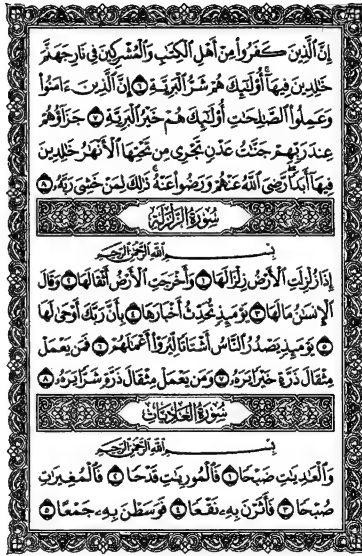 إِنَّ ٱلَّذِينَ كَفَرُوا۟ مِنْ أَهْلِ ٱلْكِتَٰبِ وَٱلْمُشْرِكِينَ فِى نَارِ جَهَنَّمَ
خَٰلِدِينَ فِيهَآ أُو۟لَٰٓئِكَ هُمْ شَرُّ ٱلْبَرِيَّةِ ٦ إِنَّ ٱلَّذِينَ ءَامَنُوا۟
وَعَمِلُوا۟ ٱلصَّٰلِحَٰتِ أُو۟لَٰٓئِكَ هُمْ خَيْرُ ٱلْبَرِيَّةِ ٧ جَزَآؤُهُمْ
عِندَ رَبِّهِمْ جَنَّٰتُ عَدْنٍ تَجْرِى مِن تَحْتِهَا ٱلْأَنْهَٰرُ خَٰلِدِينَ
فِيهَآ أَبَدًا رَّضِىَ ٱللَّهُ عَنْهُمْ وَرَضُوا۟ عَنْهُ ذَٰلِكَ لِمَنْ خَشِىَ رَبَّهُۥ ٨
سُورَةُ الزَّلْزَلَةِ
بِسْمِ ٱللَّهِ ٱلرَّحْمَٰنِ ٱلرَّحِيمِ
إِذَا زُلْزِلَتِ ٱلْأَرْضُ زِلْزَالَهَا ١ وَأَخْرَجَتِ ٱلْأَرْضُ أَثْقَالَهَا ٢ وَقَالَ
ٱلْإِنسَٰنُ مَا لَهَا ٣ يَوْمَئِذٍ تُحَدِّثُ أَخْبَارَهَا ٤ بِأَنَّ رَبَّكَ أَوْحَىٰ لَهَا
٥ يَوْمَئِذٍ يَصْدُرُ ٱلنَّاسُ أَشْتَاتًا لِّيُرَوْا۟ أَعْمَٰلَهُمْ ٦ فَمَن يَعْمَلْ
مِثْقَالَ ذَرَّةٍ خَيْرًا يَرَهُۥ ٧ وَمَن يَعْمَلْ مِثْقَالَ ذَرَّةٍ شَرًّا يَرَهُۥ ٨
سُورَةُ العَادِيَاتِ
بِسْمِ ٱللَّهِ ٱلرَّحْمَٰنِ ٱلرَّحِيمِ
وَٱلْعَٰدِيَٰتِ ضَبْحًا ١ فَٱلْمُورِيَٰتِ قَدْحًا ٢ فَٱلْمُغِيرَٰتِ
صُبْحًا ٣ فَأَثَرْنَ بِهِۦ نَقْعًا ٤ فَوَسَطْنَ بِهِۦ جَمْعًا ٥